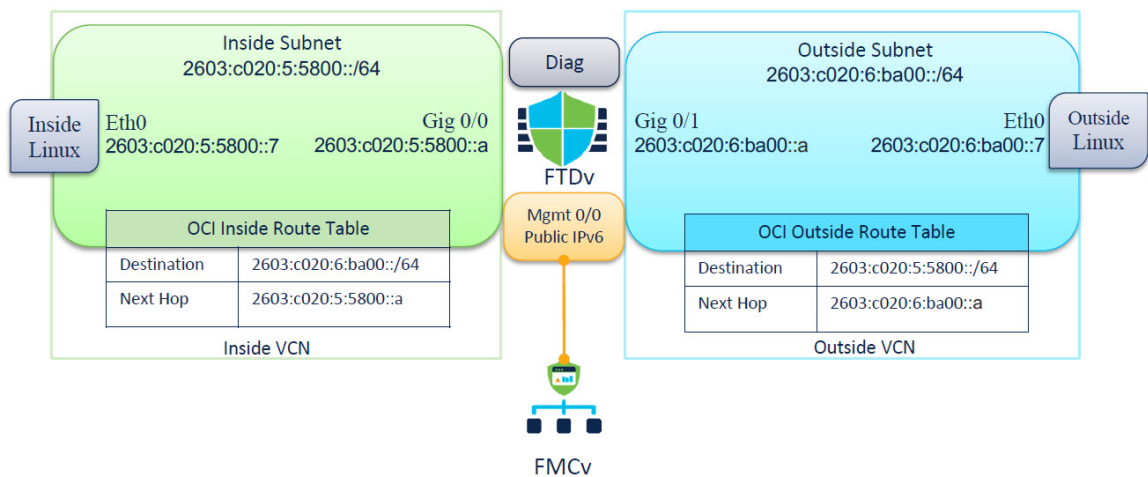 Inside Subnet
2603:c020:5:5800::/64
Inside
Linux
Eth0
2603:c020:5:5800::7
Gig 0/0
2603:c020:5:5800::a
OCI Inside Route Table
Destination 2603:c020:6:ba00::/64
Next Hop 2603:c020:5:5800::a
Inside VCN
Diag
FTDv
Mgmt 0/0
Public IPv6
FMCv
Outside Subnet
2603:c020:6:ba00::/64
Gig 0/1
2603:c020:6:ba00::a
Eth0
2603:c020:6:ba00::7
Outside
Linux
OCI Outside Route Table
Destination 2603:c020:5:5800::/64
Next Hop 2603:c020:6:ba00::a
Outside VCN